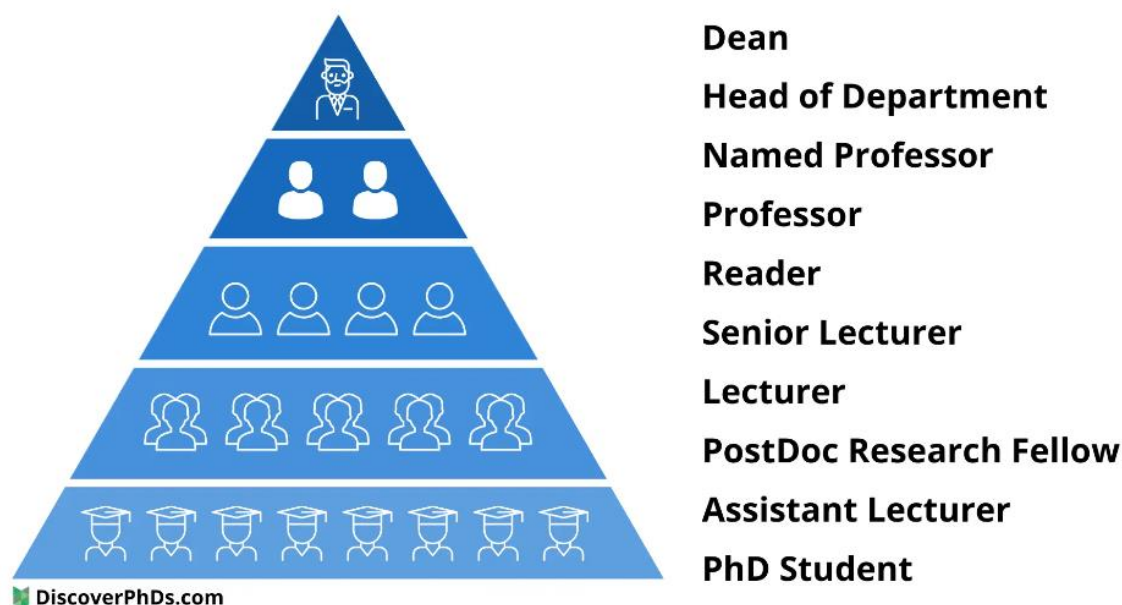 Dean
Head of Department
Named Professor
Professor
Reader
Senior Lecturer
Lecturer
PostDoc Research Fellow
Assistant Lecturer
PhD Student
DiscoverPhDs.com